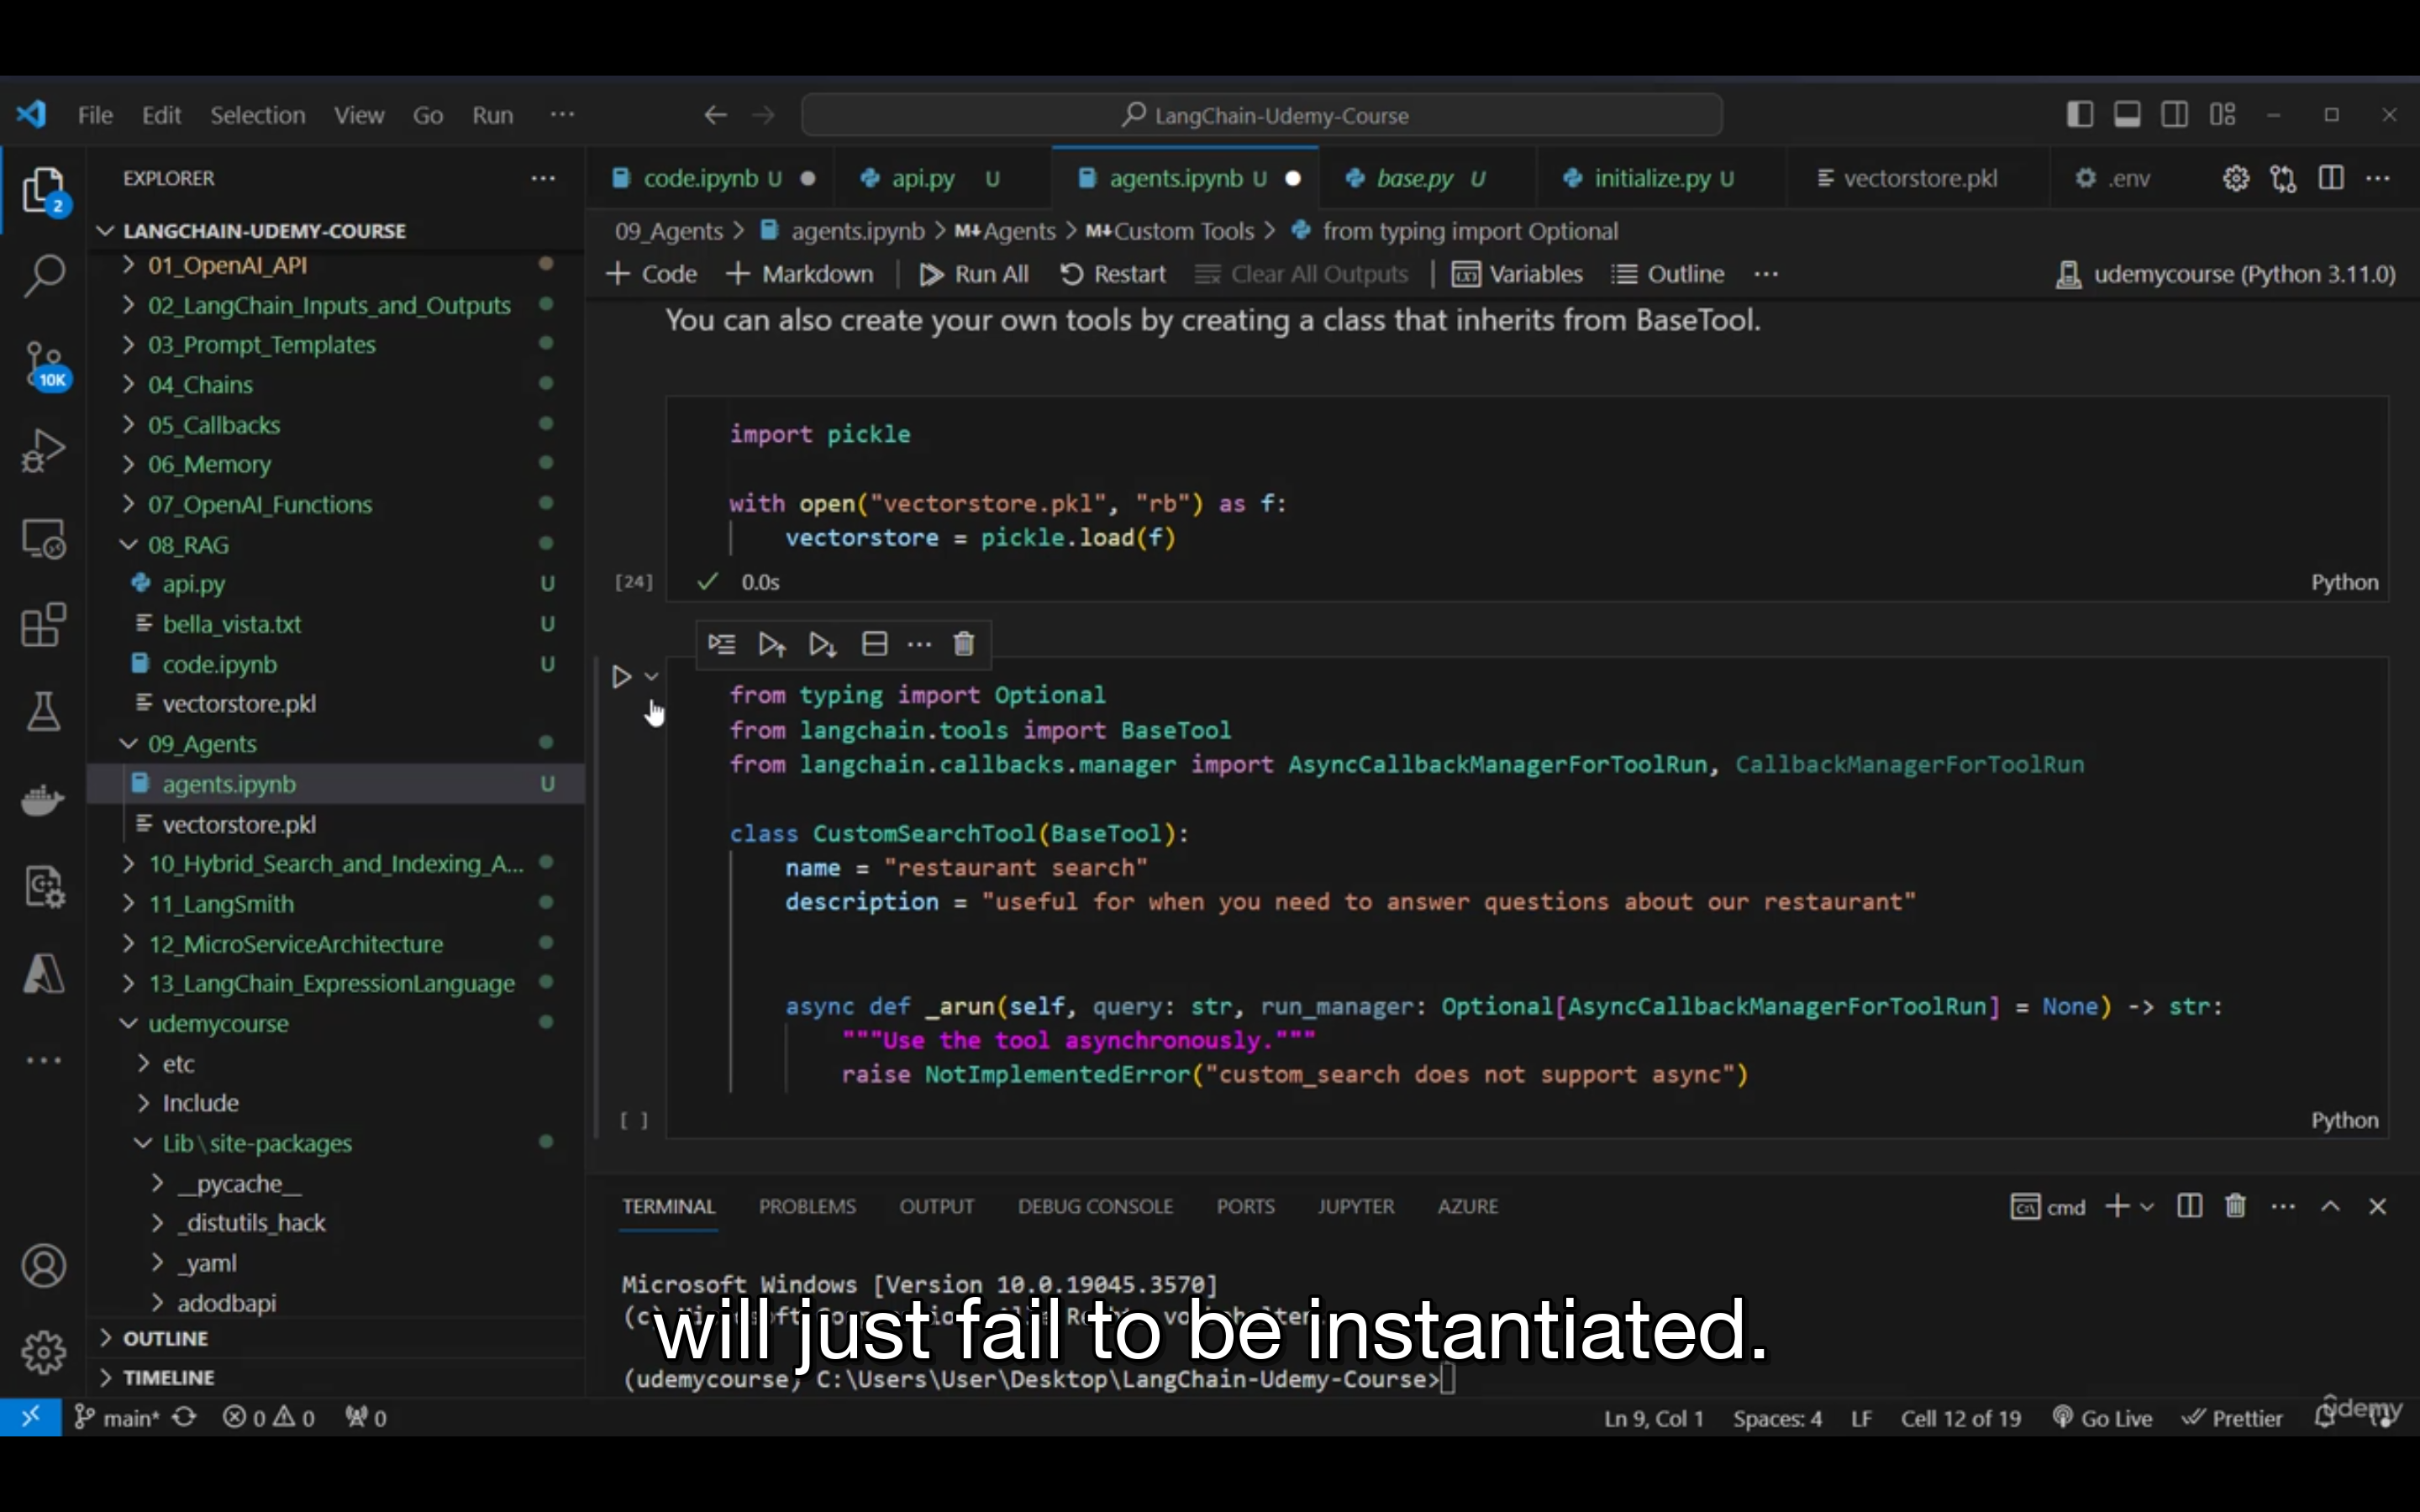 File Edit Selection View Go Run ···
LangChain-Udemy-Course
EXPLORER
2
LANGCHAIN-UDEMY-COURSE
01_OpenAI_API
02_LangChain_Inputs_and_Outputs
03_Prompt_Templates
10K
04_Chains
05_Callbacks
06_Memory
07_OpenAI_Functions
08_RAG
api.py U
bella_vista.txt U
code.ipynb U
vectorstore.pkl
09_Agents
agents.ipynb U
vectorstore.pkl
10_Hybrid_Search_and_Indexing_A...
11_LangSmith
12_MicroServiceArchitecture
13_LangChain_ExpressionLanguage
udemycourse
etc
Include
Lib\site-packages
__pycache__
_distutils_hack
_yaml
adodbapi
OUTLINE
TIMELINE
code.ipynb U
api.py U
agents.ipynb U
base.py U
initialize.py U
vectorstore.pkl
.env
09_Agents > agents.ipynb > M↓Agents > M↓Custom Tools > from typing import Optional
+ Code + Markdown | Run All Restart Clear All Outputs | Variables Outline ··· udemycourse (Python 3.11.0)
You can also create your own tools by creating a class that inherits from BaseTool.
import pickle
with open("vectorstore.pkl", "rb") as f:
vectorstore = pickle.load(f)
[24] 0.0s Python
from typing import Optional
from langchain.tools import BaseTool
from langchain.callbacks.manager import AsyncCallbackManagerForToolRun, CallbackManagerForToolRun
class CustomSearchTool(BaseTool):
name = "restaurant search"
description = "useful for when you need to answer questions about our restaurant"
async def _arun(self, query: str, run_manager: Optional[AsyncCallbackManagerForToolRun] = None) -> str:
"""Use the tool asynchronously."""
raise NotImplementedError("custom_search does not support async")
[ ] Python
TERMINAL PROBLEMS OUTPUT DEBUG CONSOLE PORTS JUPYTER AZURE
cmd
Microsoft Windows [Version 10.0.19045.3570]
will just fail to be instantiated.
(udemycourse) C:\Users\User\Desktop\LangChain-Udemy-Course>
main* 0 0 0
Ln 9, Col 1 Spaces: 4 LF Cell 12 of 19 Go Live Prettier
udemy